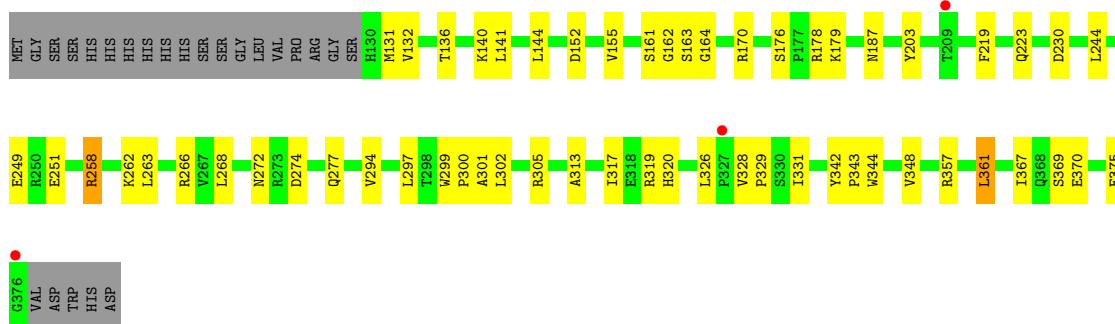 MET GLY SER SER HIS HIS HIS HIS HIS HIS SER SER GLY LEU VAL PRO ARG GLY SER H130 M131 V132 T136 K140 L141 L144 D152 V155 S161 G162 S163 G164 R170 S176 P177 R178 K179 N187 Y203 T209 F219 Q223 D230 L244
E249 R250 E251 R258 K262 L263 R266 V267 L268 N272 R273 D274 Q277 V294 L297 T298 W299 P300 A301 L302 R305 A313 I317 E318 R319 H320 L326 P327 V328 P329 S330 I331 Y342 P343 W344 V348 R357 L361 I367 Q368 S369 E370
G376 VAL ASP TRP HIS ASP